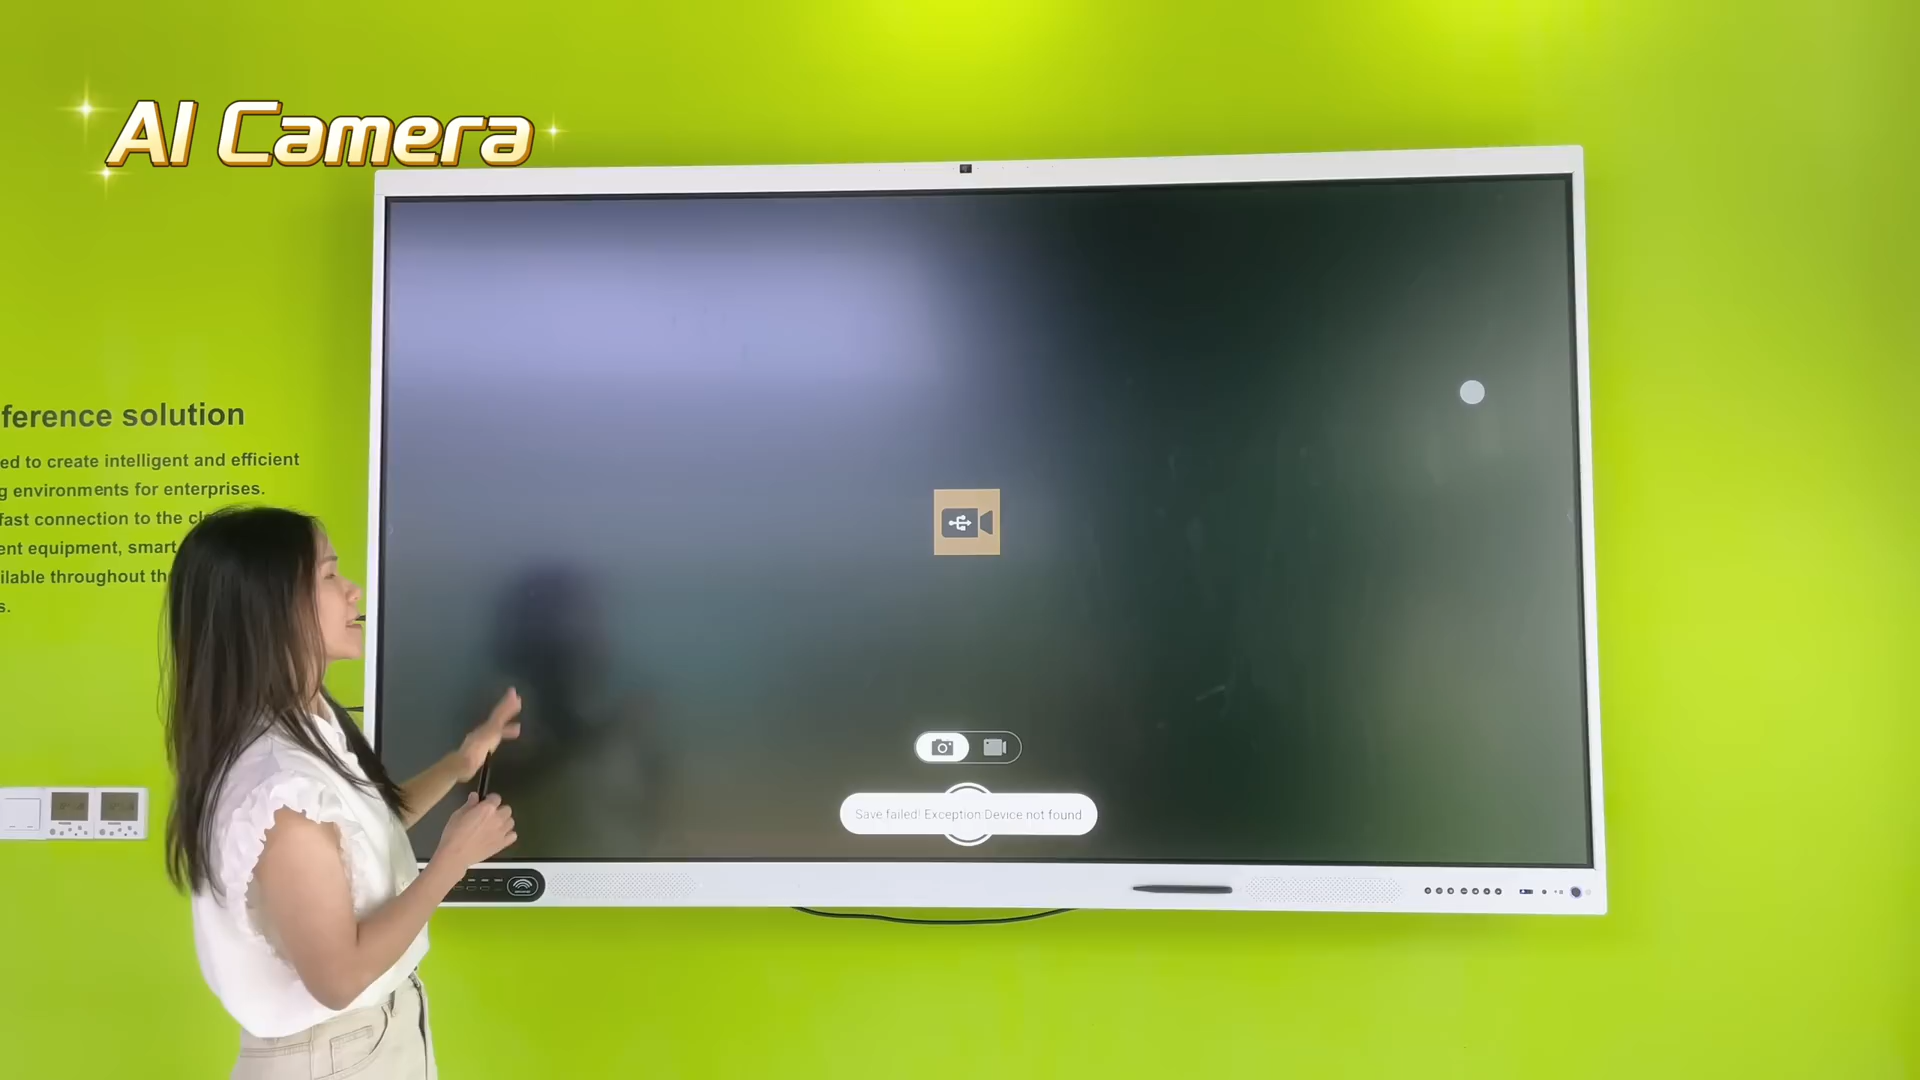 AI Camera
ference solution
ed to create intelligent and efficient
g environments for enterprises.
fast connection to the cl
ent equipment, smart
ilable throughout th
s.
Save failed! Exception Device not found